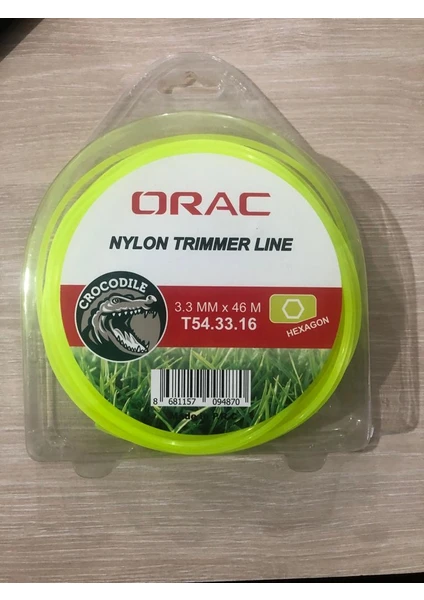 ORAC
NYLON TRIMMER LINE
CROCODILE
3.3 MM x 46 M
T54.33.16
HEXAGON
8 681157 094870